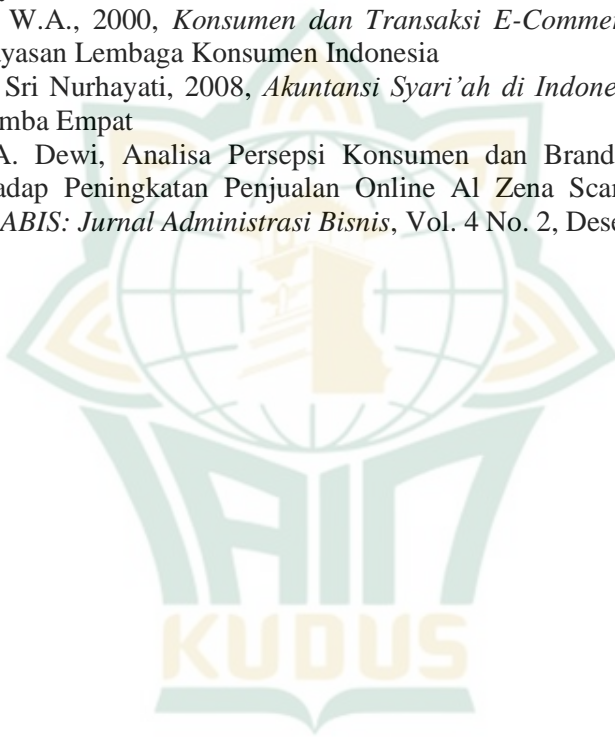 W.A., 2000, Konsumen dan Transaksi E-Commer
yasan Lembaga Konsumen Indonesia
Sri Nurhayati, 2008, Akuntansi Syari’ah di Indone
mba Empat
A. Dewi, Analisa Persepsi Konsumen dan Brand
adap Peningkatan Penjualan Online Al Zena Scar
ABIS: Jurnal Administrasi Bisnis, Vol. 4 No. 2, Dese
IAIN
KUDUS